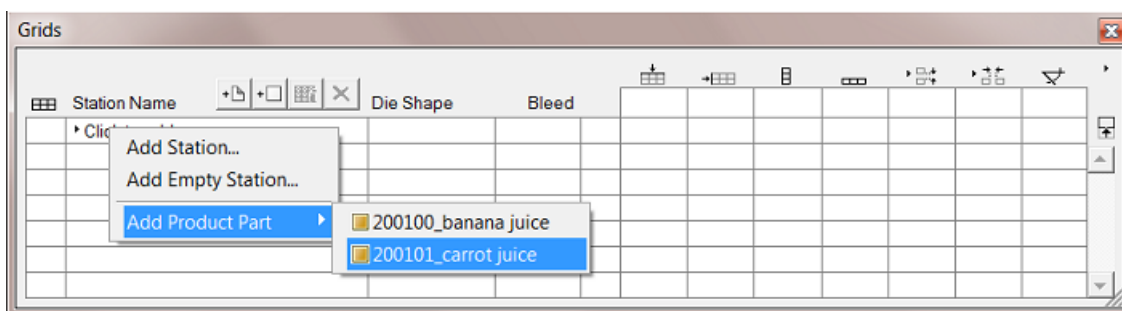 Grids
Station Name Die Shape Bleed
Add Station...
Add Empty Station...
Add Product Part
200100_banana juice
200101_carrot juice